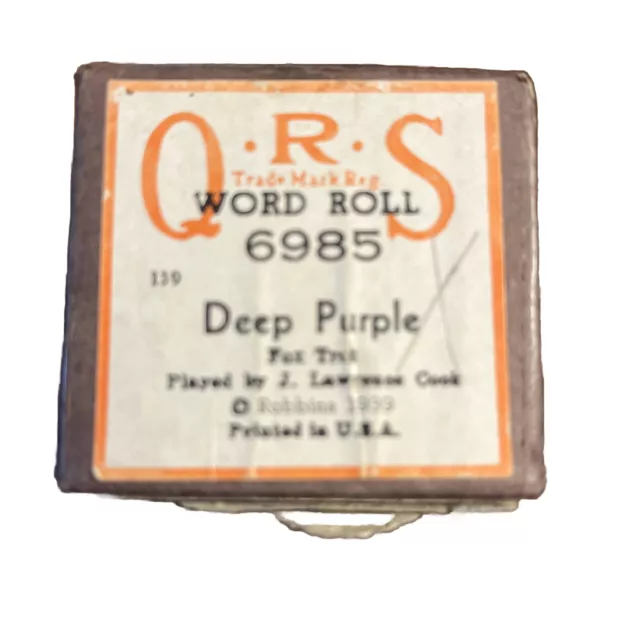 Q·R·S
Trade Mark Reg
WORD ROLL
6985
139
Deep Purple
Fox Trot
Played by J. Lawrence Cook
© Robbins 1939
Printed in U.S.A.